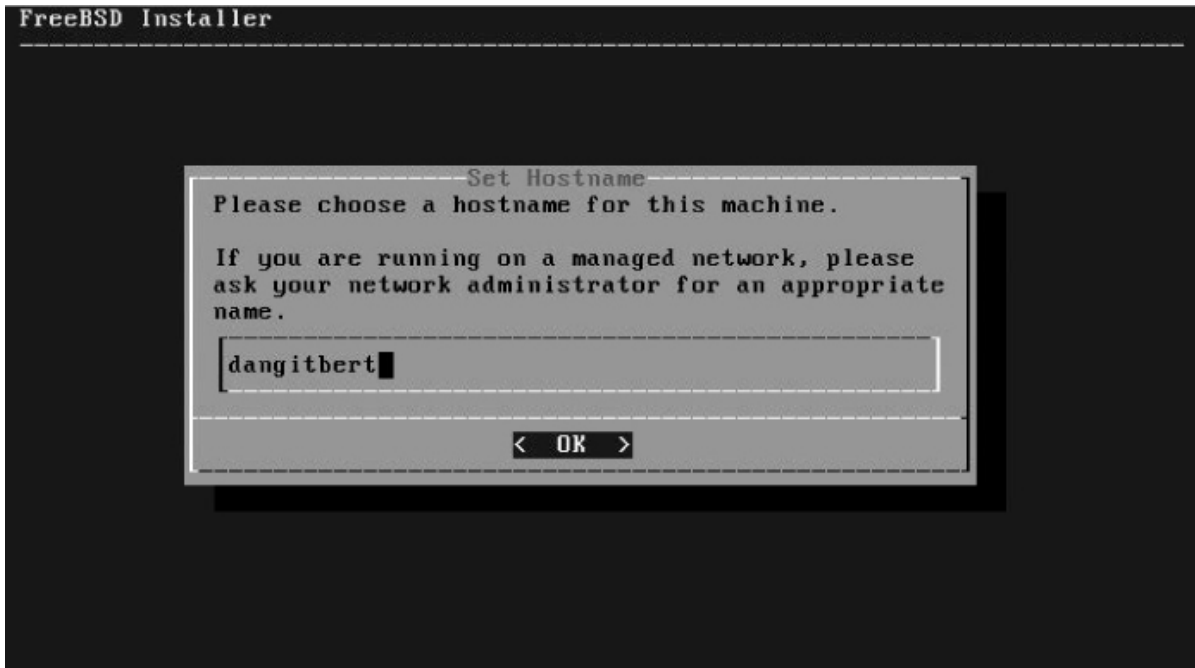 FreeBSD Installer
Set Hostname
Please choose a hostname for this machine.
If you are running on a managed network, please
ask your network administrator for an appropriate
name.
dangitbert
< OK >